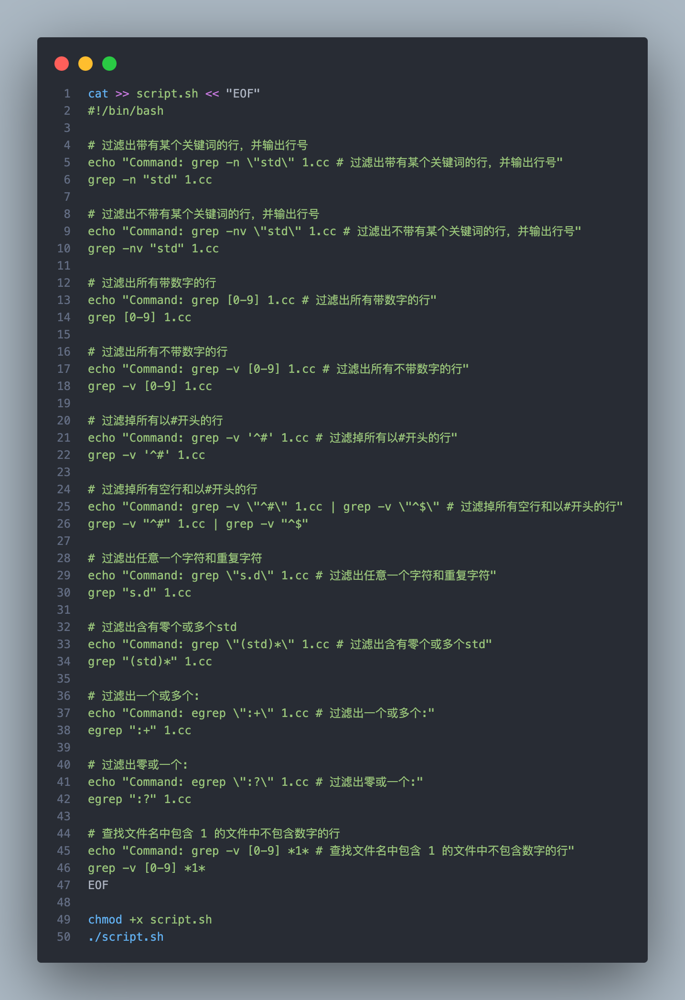 1 cat >> script.sh << "EOF"
2 #!/bin/bash
3
4 # 过滤出带有某个关键词的行，并输出行号
5 echo "Command: grep -n \"std\" 1.cc # 过滤出带有某个关键词的行，并输出行号"
6 grep -n "std" 1.cc
7
8 # 过滤出不带有某个关键词的行，并输出行号
9 echo "Command: grep -nv \"std\" 1.cc # 过滤出不带有某个关键词的行，并输出行号"
10 grep -nv "std" 1.cc
11
12 # 过滤出所有带数字的行
13 echo "Command: grep [0-9] 1.cc # 过滤出所有带数字的行"
14 grep [0-9] 1.cc
15
16 # 过滤出所有不带数字的行
17 echo "Command: grep -v [0-9] 1.cc # 过滤出所有不带数字的行"
18 grep -v [0-9] 1.cc
19
20 # 过滤掉所有以#开头的行
21 echo "Command: grep -v '^#' 1.cc # 过滤掉所有以#开头的行"
22 grep -v '^#' 1.cc
23
24 # 过滤掉所有空行和以#开头的行
25 echo "Command: grep -v \"^#\" 1.cc | grep -v \"^$\" # 过滤掉所有空行和以#开头的行"
26 grep -v "^#" 1.cc | grep -v "^$"
27
28 # 过滤出任意一个字符和重复字符
29 echo "Command: grep \"s.d\" 1.cc # 过滤出任意一个字符和重复字符"
30 grep "s.d" 1.cc
31
32 # 过滤出含有零个或多个std
33 echo "Command: grep \"(std)*\" 1.cc # 过滤出含有零个或多个std"
34 grep "(std)*" 1.cc
35
36 # 过滤出一个或多个:
37 echo "Command: egrep \":+\" 1.cc # 过滤出一个或多个:"
38 egrep ":+" 1.cc
39
40 # 过滤出零或一个:
41 echo "Command: egrep \":?\" 1.cc # 过滤出零或一个:"
42 egrep ":?" 1.cc
43
44 # 查找文件名中包含 1 的文件中不包含数字的行
45 echo "Command: grep -v [0-9] *1* # 查找文件名中包含 1 的文件中不包含数字的行"
46 grep -v [0-9] *1*
47 EOF
48
49 chmod +x script.sh
50 ./script.sh